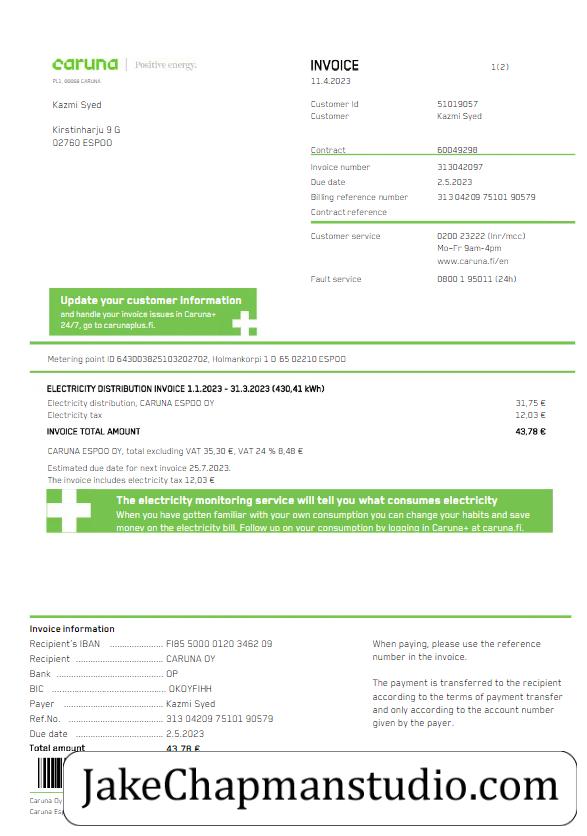 caruna Positive energy.
PL1, 00068 CARUNA
INVOICE 1(2)
11.4.2023
Kazmi Syed
Kirstinharju 9 G
02760 ESPOO
Customer Id 51019057
Customer Kazmi Syed
Contract 60049298
Invoice number 313042097
Due date 2.5.2023
Billing reference number 313 04209 75101 90579
Contract reference
Customer service 0200 23222 (lnr/mcc)
Mo-Fr 9am-4pm
www.caruna.fi/en
Fault service 0800 1 95011 (24h)
Update your customer information
and handle your invoice issues in Caruna+
24/7, go to carunaplus.fi.
Metering point ID 643003825103202702, Holmankorpi 1 D 65 02210 ESPOO
ELECTRICITY DISTRIBUTION INVOICE 1.1.2023 - 31.3.2023 (430,41 kWh)
Electricity distribution, CARUNA ESPOO OY 31,75 €
Electricity tax 12,03 €
INVOICE TOTAL AMOUNT 43,78 €
CARUNA ESPOO OY, total excluding VAT 35,30 €, VAT 24 % 8,48 €
Estimated due date for next invoice 25.7.2023.
The invoice includes electricity tax 12,03 €
The electricity monitoring service will tell you what consumes electricity
When you have gotten familiar with your own consumption you can change your habits and save
money on the electricity bill. Follow up on your consumption by logging in Caruna+ at caruna.fi.
Invoice information
Recipient's IBAN ..................... FI85 5000 0120 3462 09
Recipient ................................. CARUNA OY
Bank ........................................ OP
BIC .......................................... OKOYFIHH
Payer ...................................... Kazmi Syed
Ref.No. .................................... 313 04209 75101 90579
Due date ................................. 2.5.2023
Total amount 43,78 €
When paying, please use the reference
number in the invoice.
The payment is transferred to the recipient
according to the terms of payment transfer
and only according to the account number
given by the payer.
JakeChapmanstudio.com
Caruna Oy
Caruna